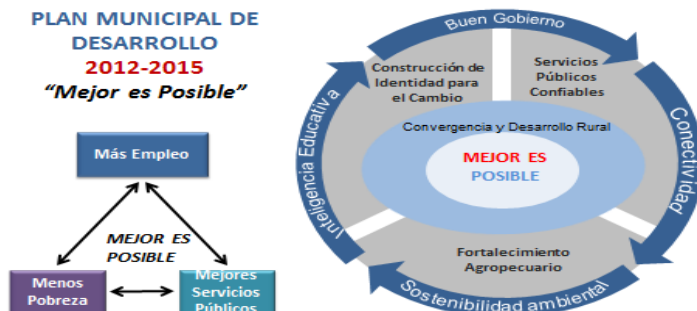 PLAN MUNICIPAL DE
DESARROLLO
2012-2015
“Mejor es Posible”
Más Empleo
MEJOR ES
POSIBLE
Menos
Pobreza
Mejores
Servicios
Públicos
Buen Gobierno
Conectividad
Sostenibilidad ambiental
Inteligencia Educativa
Construcción de
Identidad para
el Cambio
Servicios
Públicos
Confiables
Convergencia y Desarrollo Rural
MEJOR ES
POSIBLE
Fortalecimiento
Agropecuario